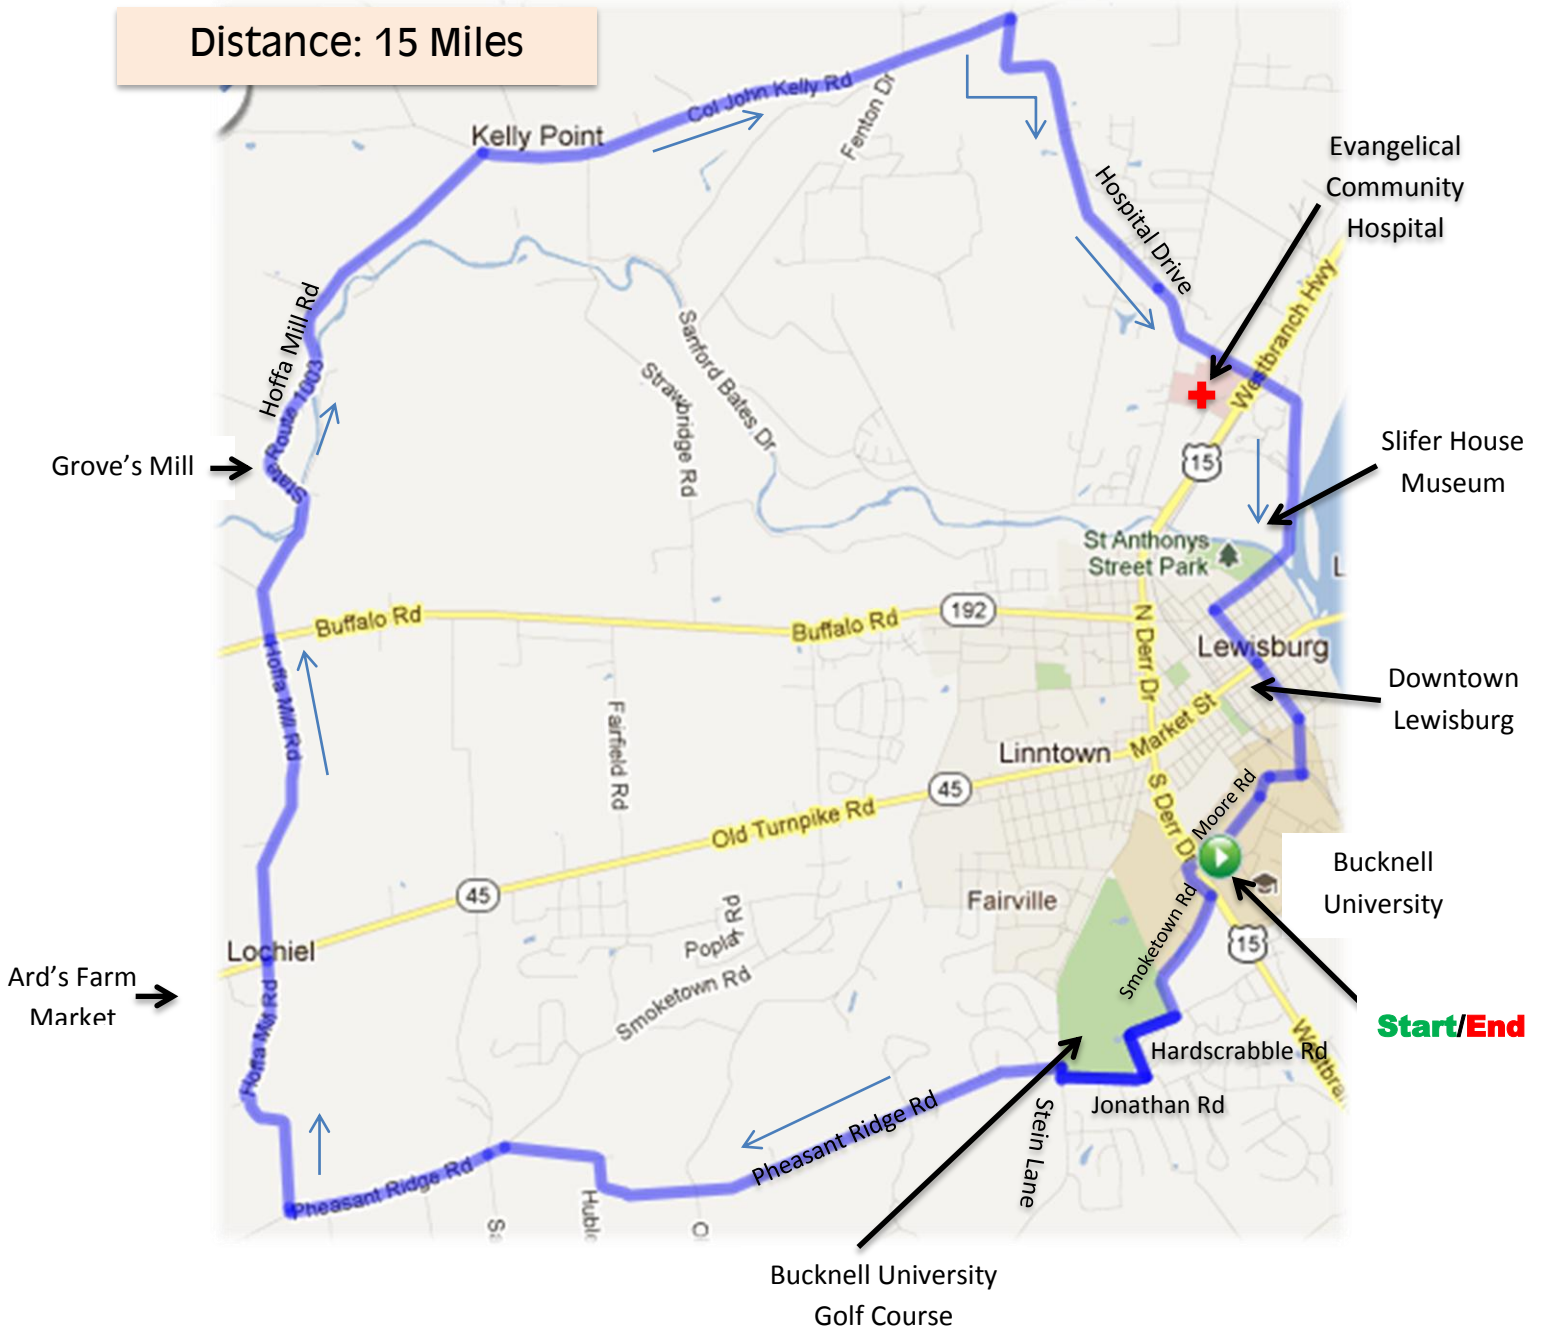 Distance: 15 Miles
Col John Kelly Rd
Fenton Dr
Kelly Point
Evangelical
Community
Hospital
Hospital Drive
Westbranch Hwy
Hoffa Mill Rd
State Route 1003
Sanford Bates Dr
Strawbridge Rd
Grove's Mill
15
Slifer House
Museum
St Anthonys
Street Park
L
Buffalo Rd
Buffalo Rd
192
N Derr Dr
Lewisburg
Hoffa Mill Rd
Downtown
Lewisburg
Fairfield Rd
Market St
Linntown
45
Old Turnpike Rd
S Derr Dr
Moore Rd
Bucknell
University
45
Fairville
Poplar Rd
Smoketown Rd
Smoketown Rd
15
Lochiel
Ard's Farm
Market
Hoffa Mill Rd
Start/End
Hardscrabble Rd
Westbra
Jonathan Rd
Stein Lane
Pheasant Ridge Rd
Pheasant Ridge Rd
Sa
Huble
Ol
Bucknell University
Golf Course